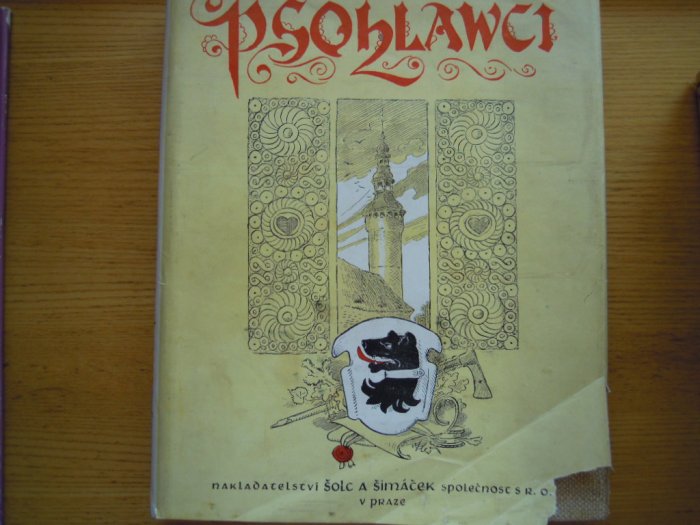 PSOHLAWCI
NAKLADATELSTVÍ ŠOLC A ŠIMÁČEK SPOLEČNOST S R. O.
V PRAZE